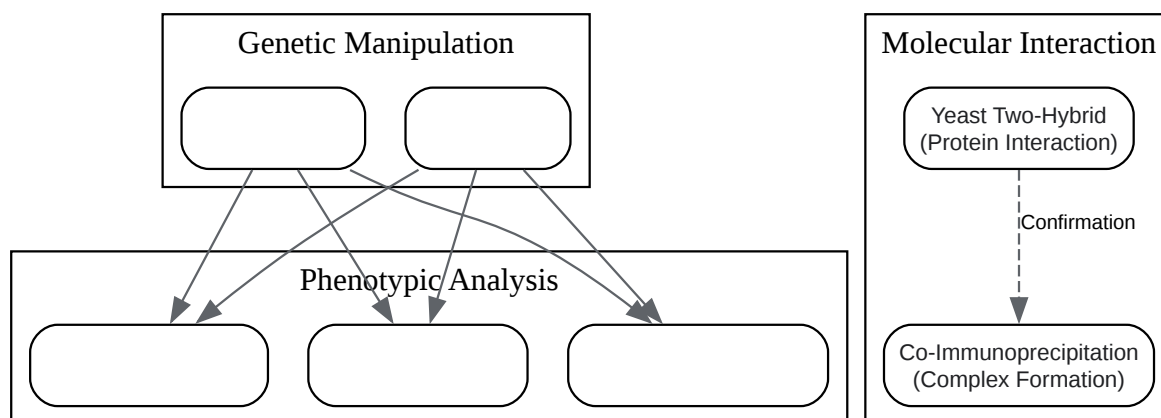 Genetic Manipulation
Phenotypic Analysis
Molecular Interaction
Yeast Two-Hybrid
(Protein Interaction)
Confirmation
Co-Immunoprecipitation
(Complex Formation)